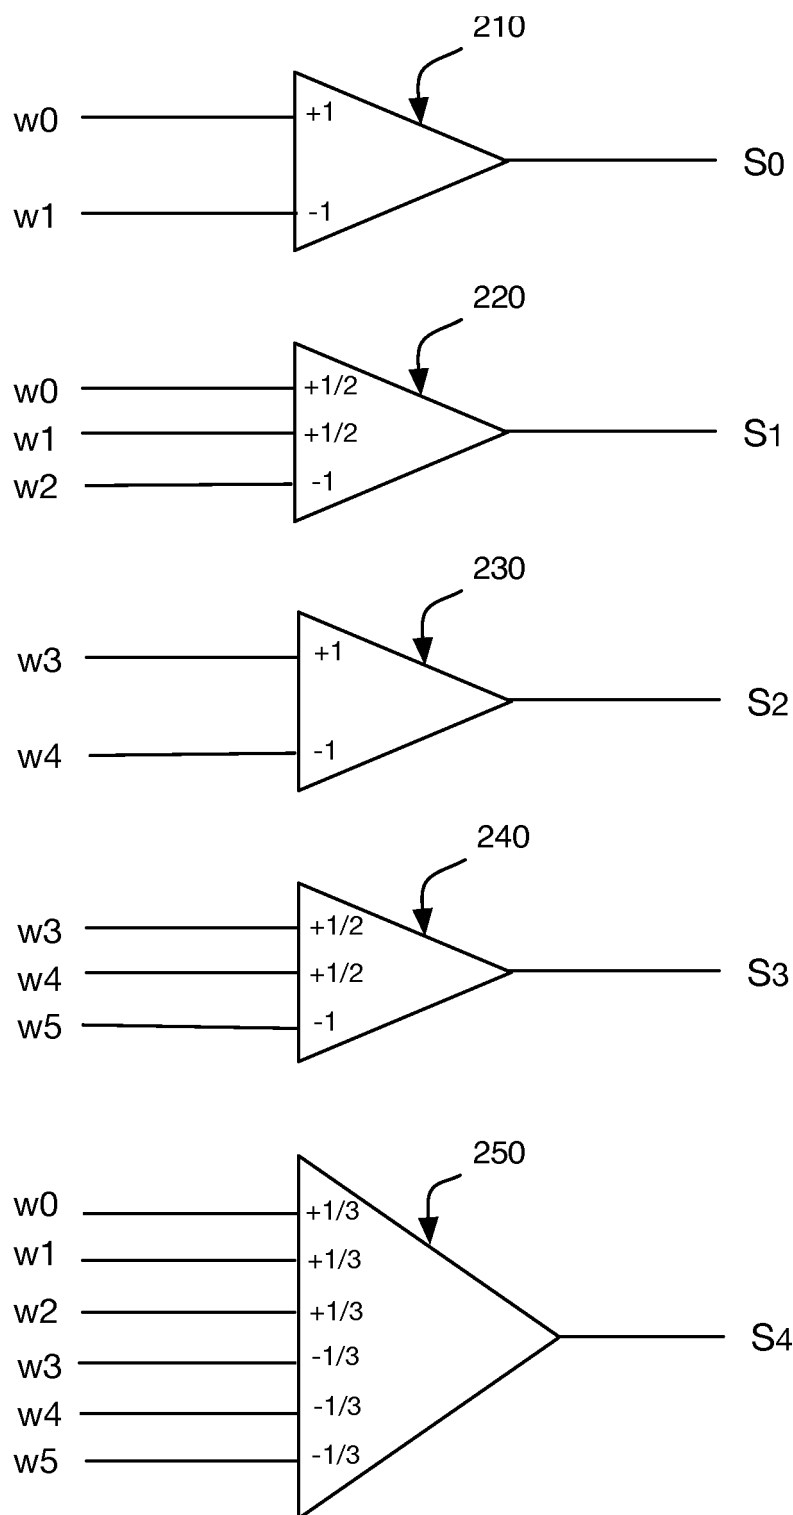 210
w0 +1
S0
w1 -1
220
w0 +1/2
w1 +1/2
S1
w2 -1
230
w3 +1
S2
w4 -1
240
w3 +1/2
w4 +1/2
S3
w5 -1
250
w0 +1/3
w1 +1/3
w2 +1/3
S4
w3 -1/3
w4 -1/3
w5 -1/3